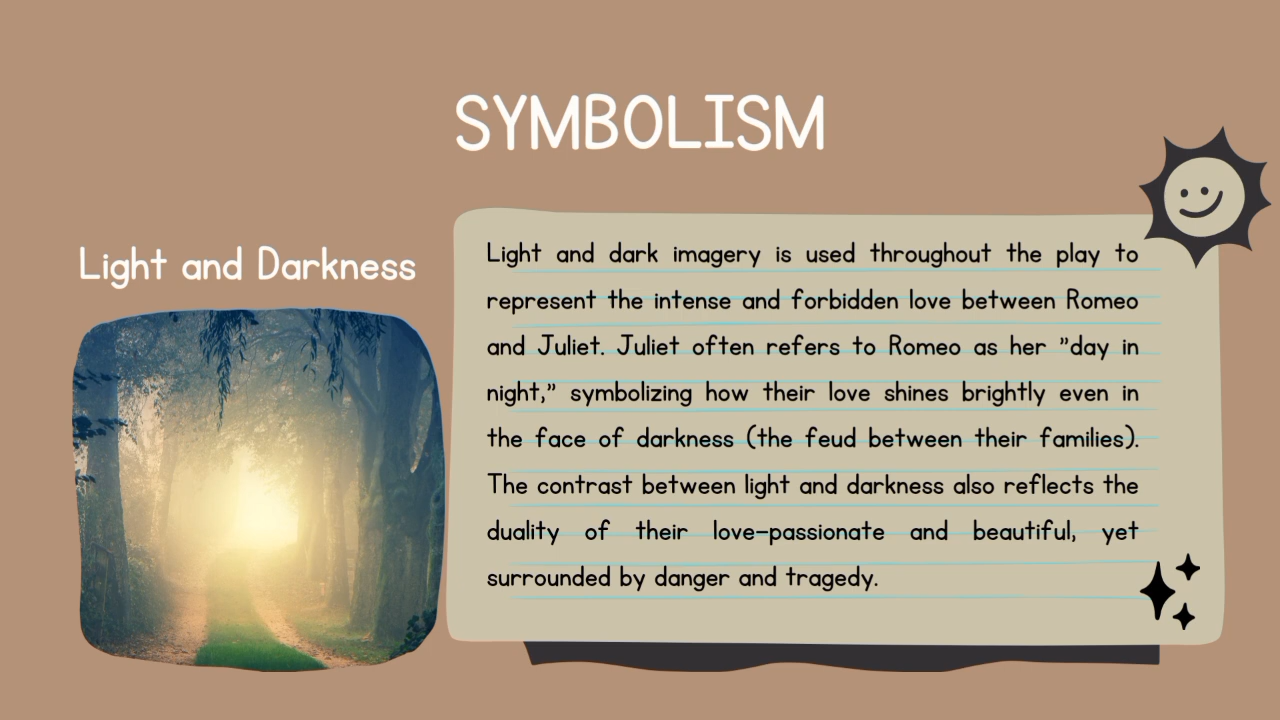 SYMBOLISM
Light and Darkness
Light and dark imagery is used throughout the play to
represent the intense and forbidden love between Romeo
and Juliet. Juliet often refers to Romeo as her ”day in
night,” symbolizing how their love shines brightly even in
the face of darkness (the feud between their families).
The contrast between light and darkness also reflects the
duality of their love–passionate and beautiful, yet
surrounded by danger and tragedy.